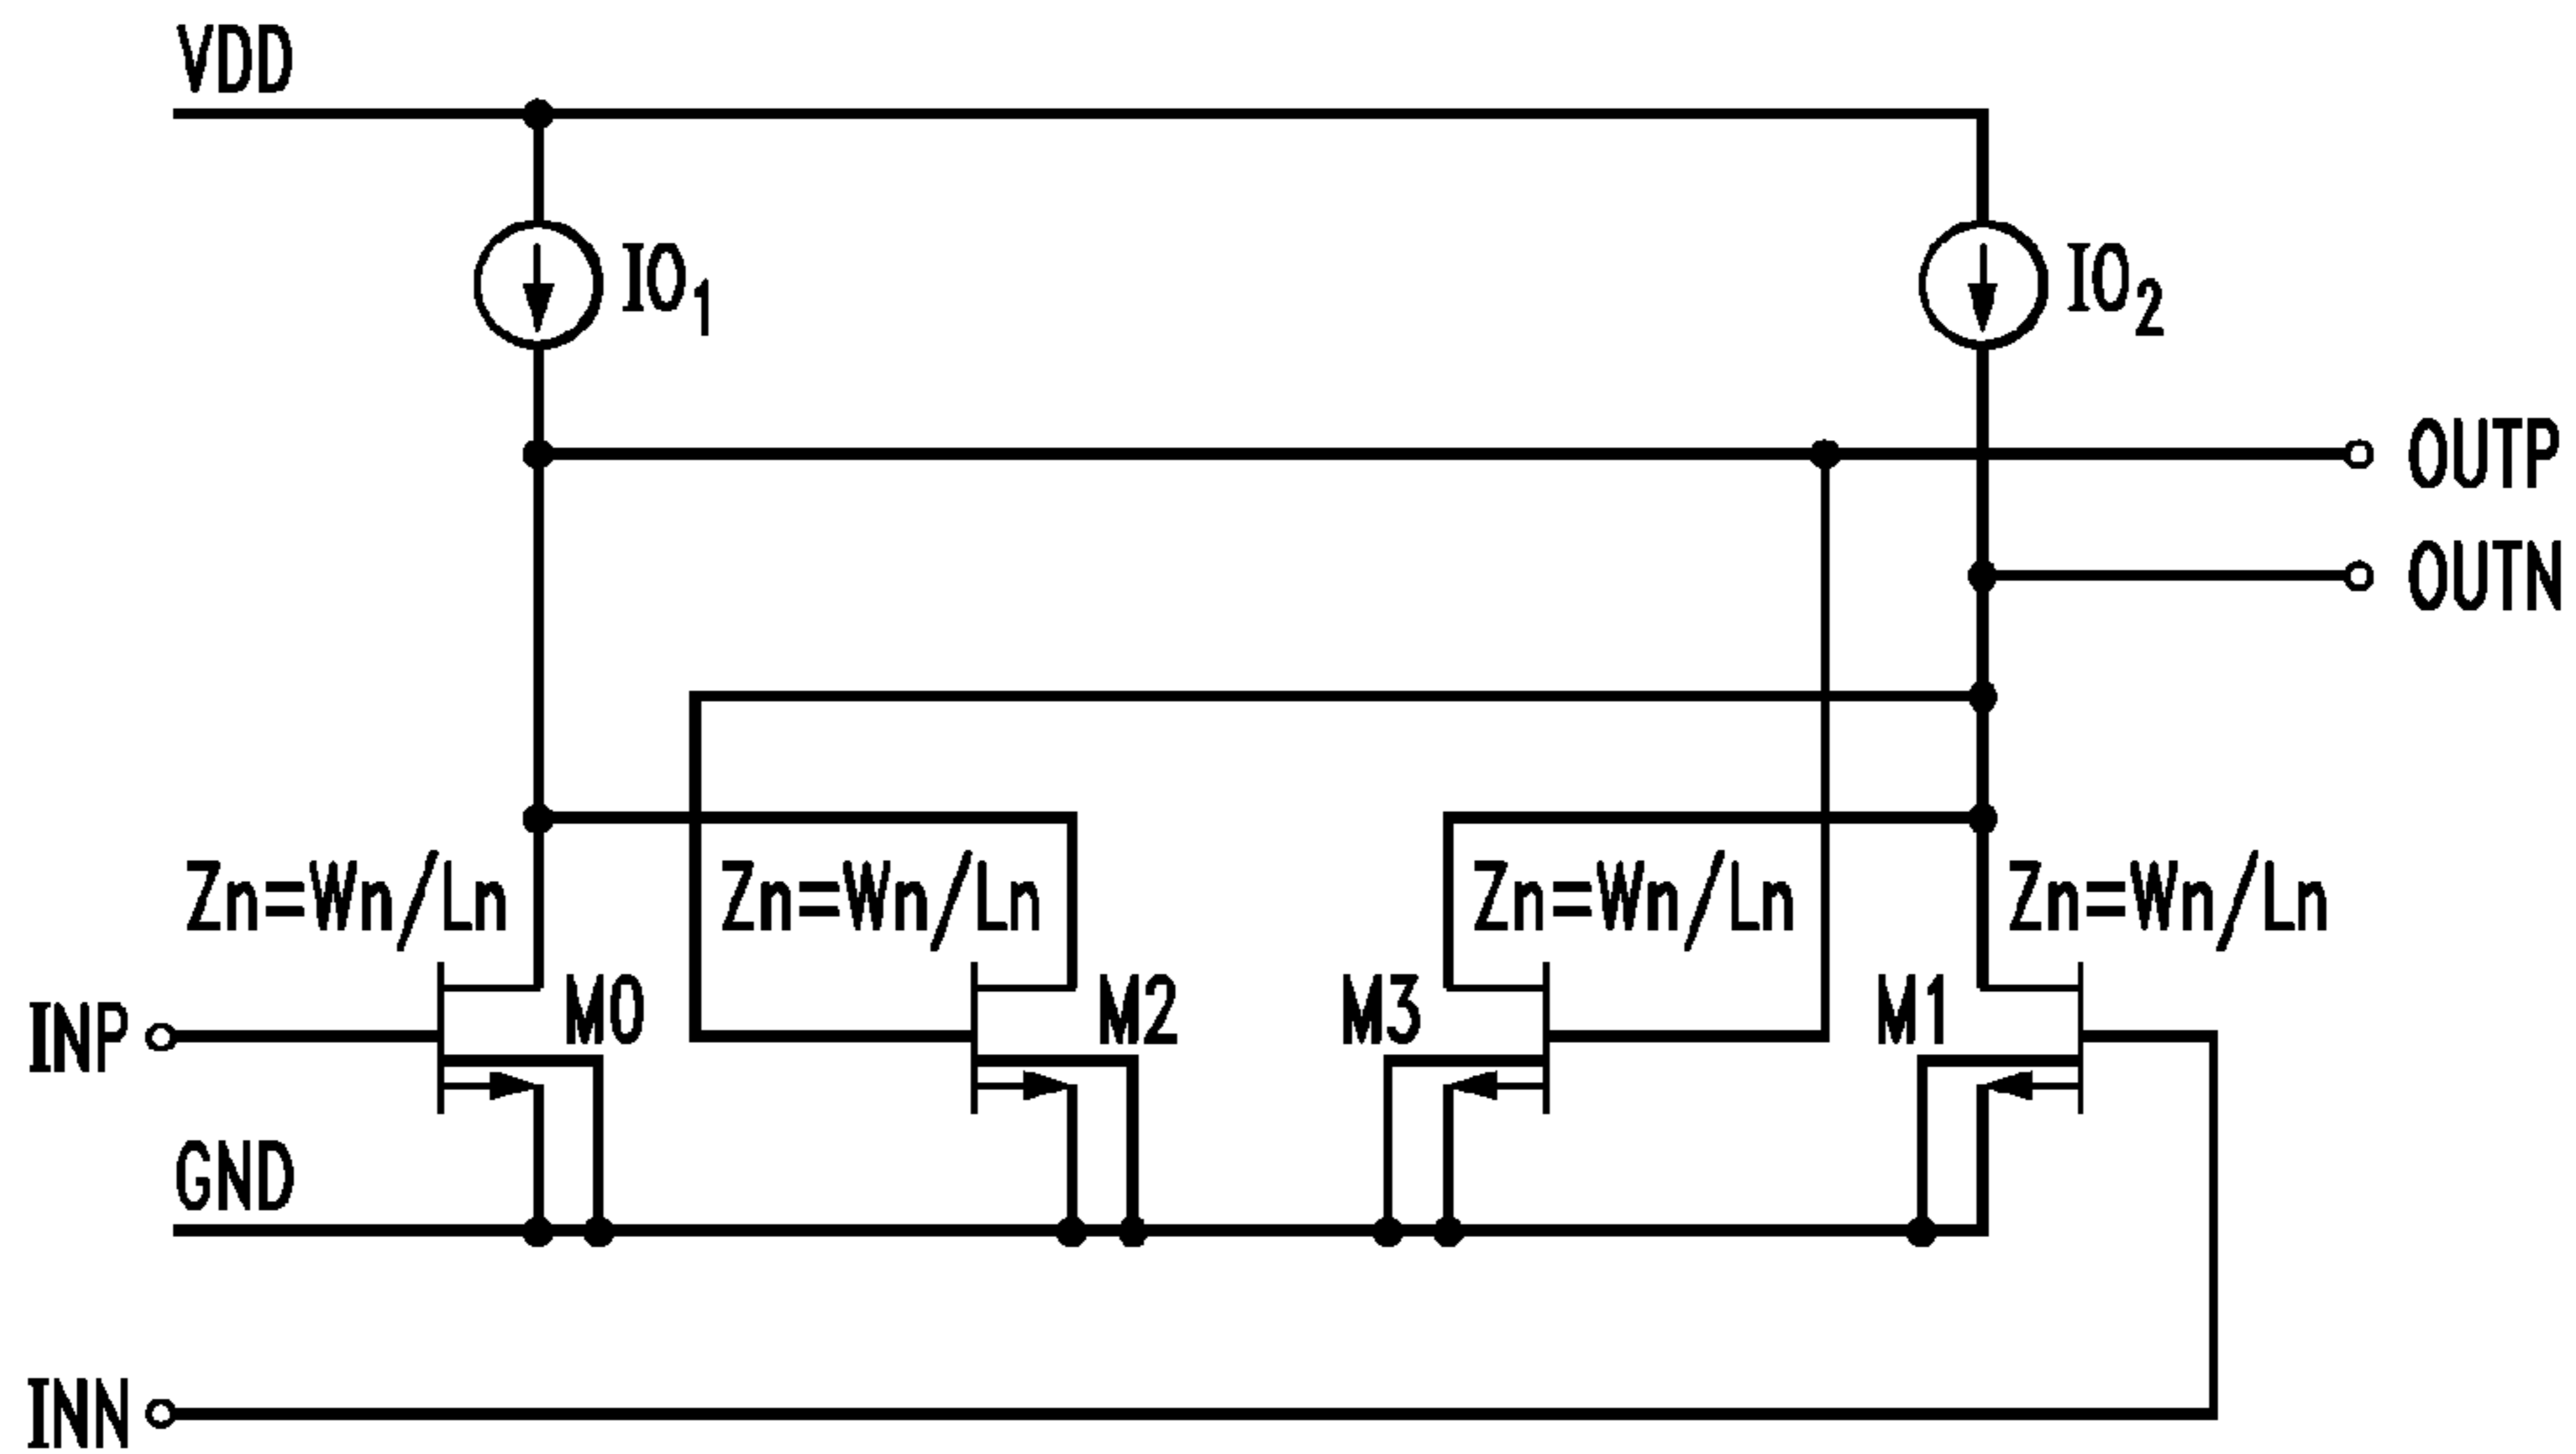 VDD
IO1
IO2
OUTP
OUTN
Zn=Wn/Ln
Zn=Wn/Ln
Zn=Wn/Ln
Zn=Wn/Ln
INP
M0
M2
M3
M1
GND
INN